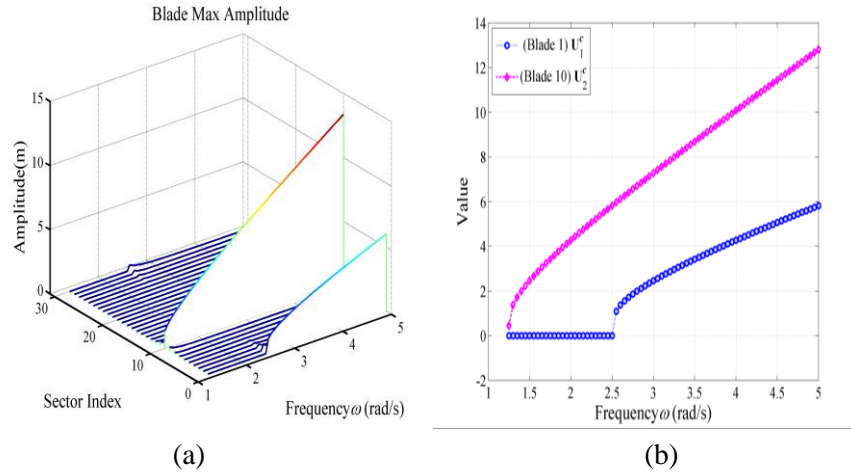 Blade Max Amplitude
15
10
5
0
Amplitude(m)
30
20
10
0
Sector Index
1
2
3
4
5
Frequency ω (rad/s)
(a)
14
12
10
8
6
4
2
0
-2
Value
(Blade 1) U₁ᶜ
(Blade 10) U₂ᶜ
1 1.5 2 2.5 3 3.5 4 4.5 5
Frequency ω (rad/s)
(b)